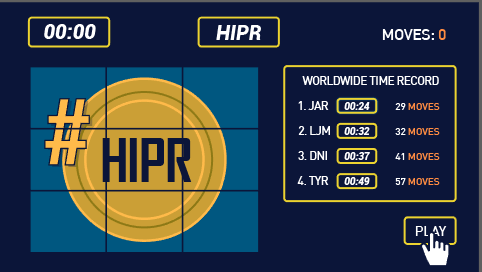 00:00
HIPR
MOVES: 0
#HIPR
WORLDWIDE TIME RECORD
1. JAR 00:24 29 MOVES
2. LJM 00:32 32 MOVES
3. DNI 00:37 41 MOVES
4. TYR 00:49 57 MOVES
PLAY